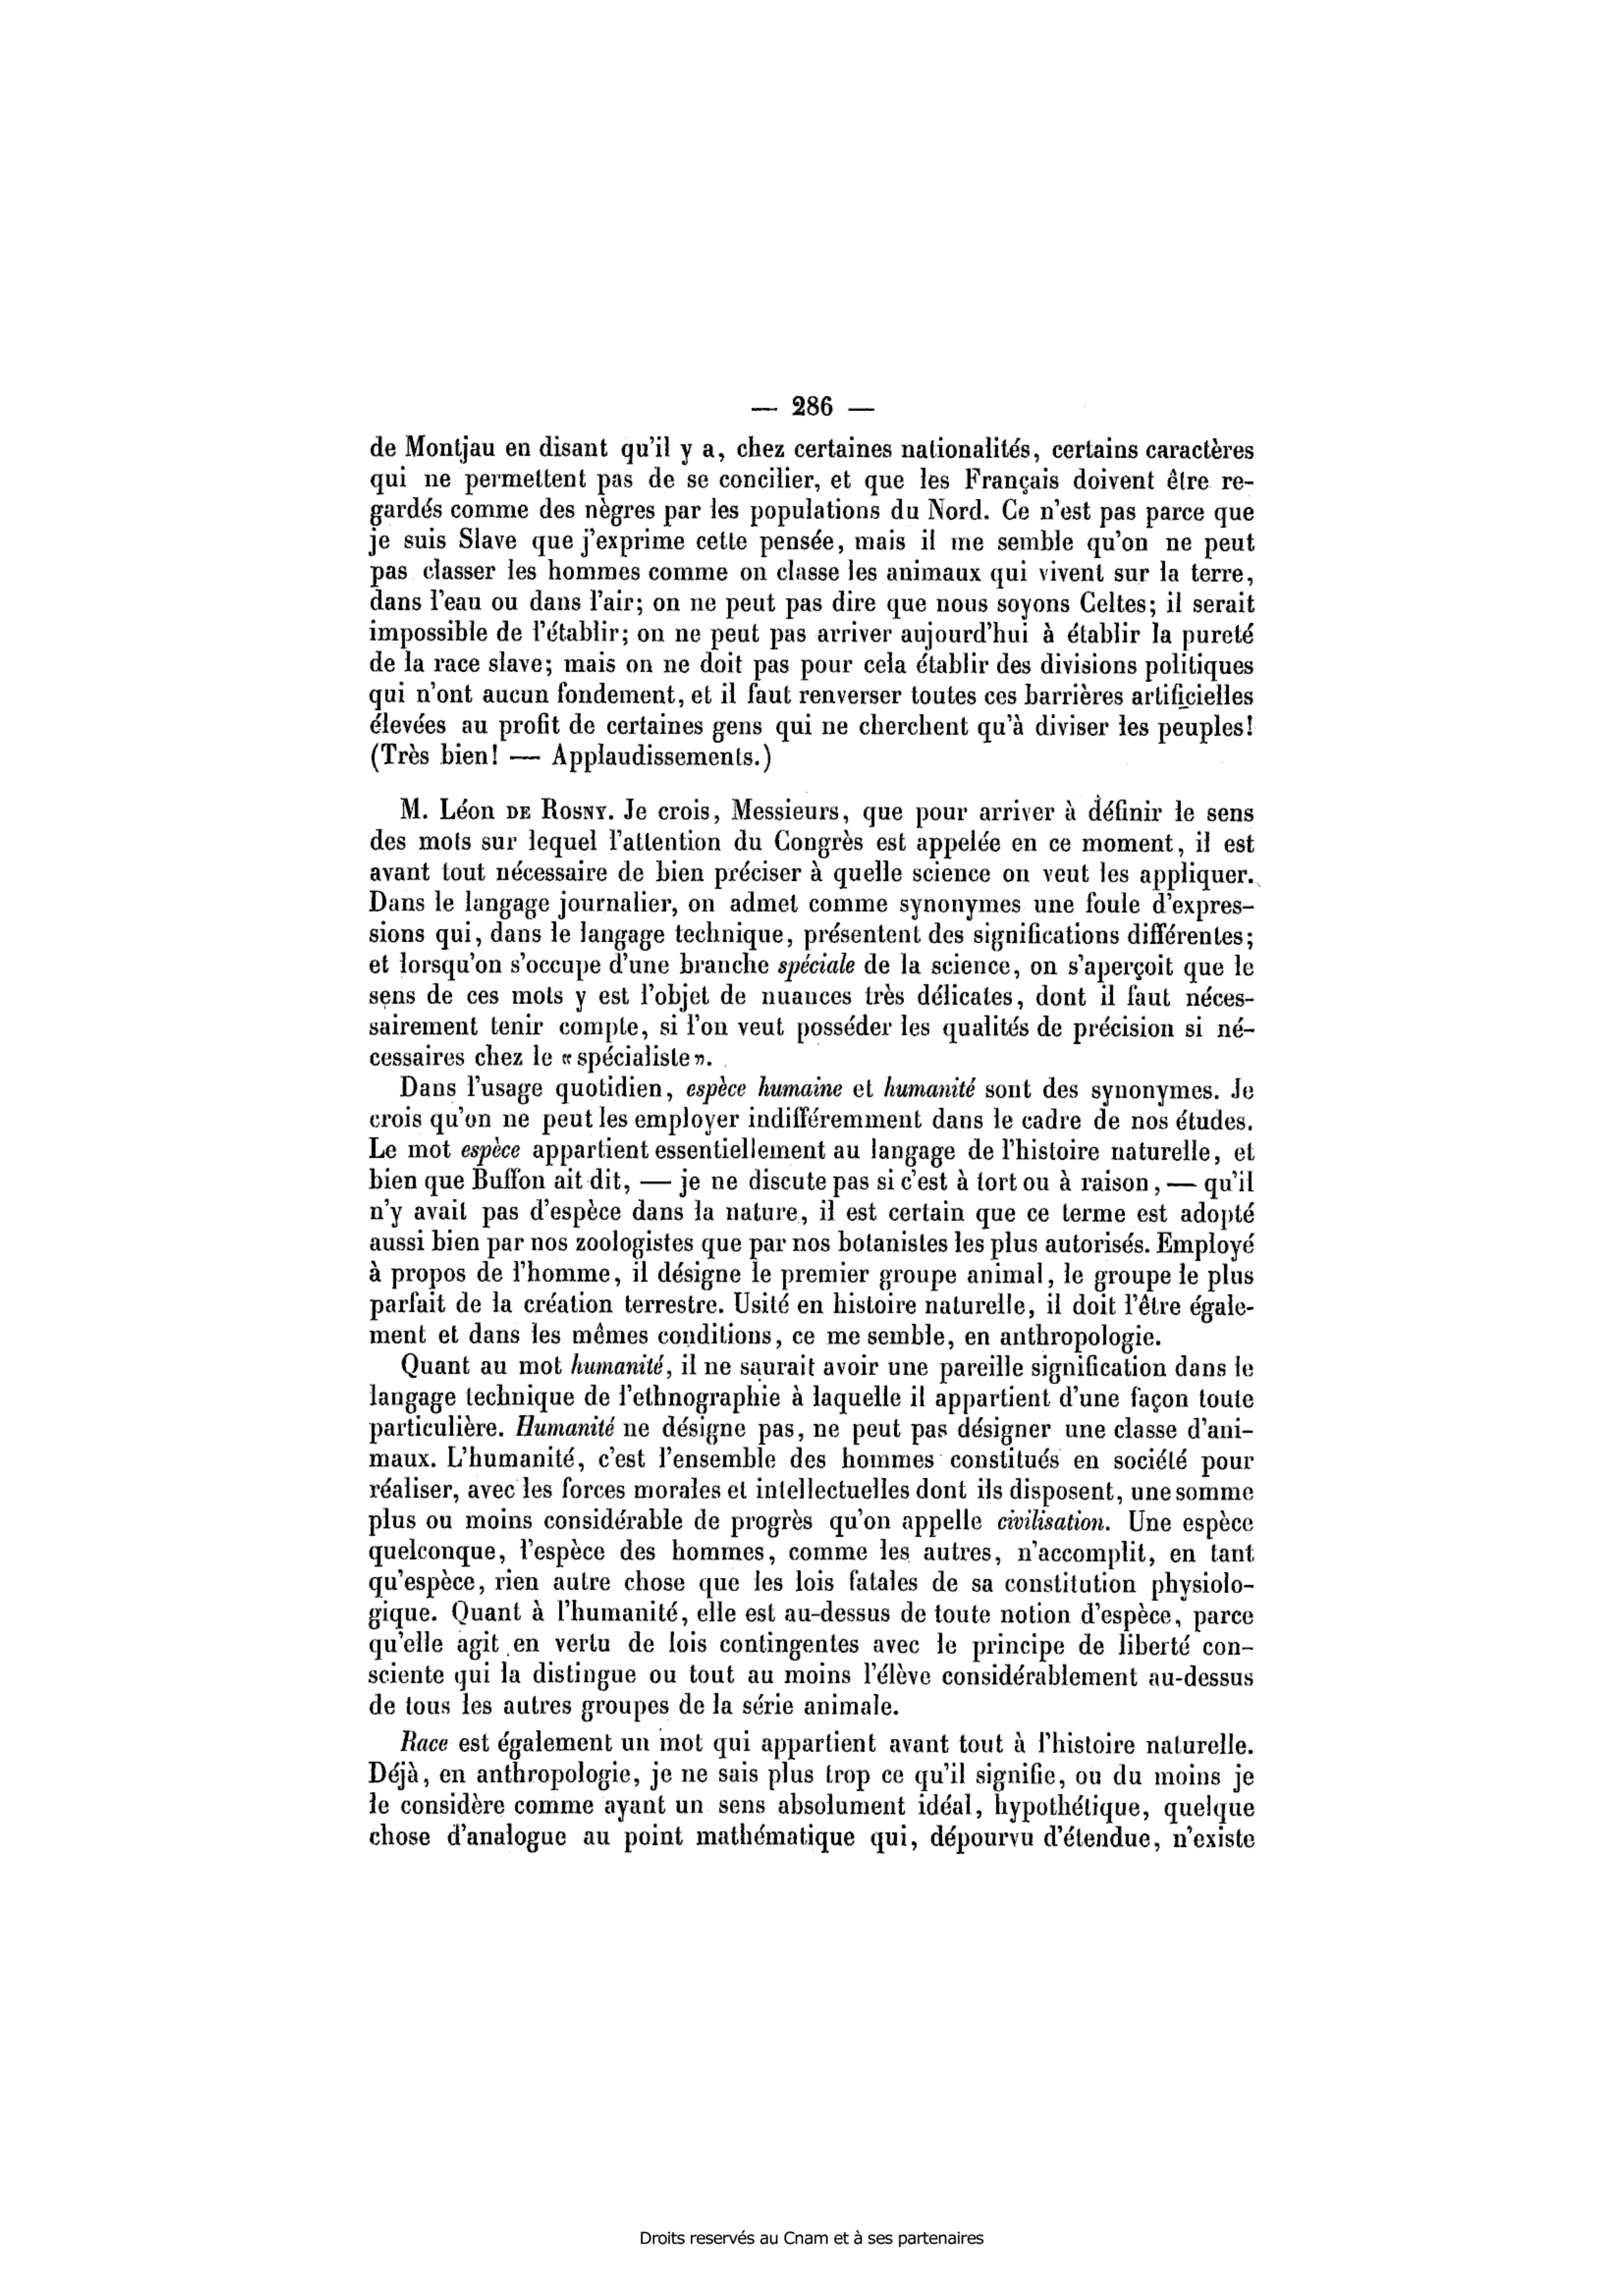 — 286 —
de Montjau en disant qu'il y a, chez certaines nationalités, certains caractères
qui ne permettent pas de se concilier, et que les Français doivent être re-
gardés comme des nègres par les populations du Nord. Ce n'est pas parce que
je suis Slave que j'exprime cette pensée, mais il me semble qu'on ne peut
pas classer les hommes comme on classe les animaux qui vivent sur la terre,
dans l'eau ou dans l'air; on ne peut pas dire que nous soyons Celtes; il serait
impossible de l'établir; on ne peut pas arriver aujourd'hui à établir la pureté
de la race slave; mais on ne doit pas pour cela établir des divisions politiques
qui n'ont aucun fondement, et il faut renverser toutes ces barrières artificielles
élevées au profit de certaines gens qui ne cherchent qu'à diviser les peuples!
(Très bien! — Applaudissements.)
M. Léon DE ROSNY. Je crois, Messieurs, que pour arriver à définir le sens
des mots sur lequel l'attention du Congrès est appelée en ce moment, il est
avant tout nécessaire de bien préciser à quelle science on veut les appliquer.
Dans le langage journalier, on admet comme synonymes une foule d'expres-
sions qui, dans le langage technique, présentent des significations différentes;
et lorsqu'on s'occupe d'une branche spéciale de la science, on s'aperçoit que le
sens de ces mots y est l'objet de nuances très délicates, dont il faut néces-
sairement tenir compte, si l'on veut posséder les qualités de précision si né-
cessaires chez le « spécialiste ».
Dans l'usage quotidien, espèce humaine et humanité sont des synonymes. Je
crois qu'on ne peut les employer indifféremment dans le cadre de nos études.
Le mot espèce appartient essentiellement au langage de l'histoire naturelle, et
bien que Buffon ait dit, — je ne discute pas si c'est à tort ou à raison, — qu'il
n'y avait pas d'espèce dans la nature, il est certain que ce terme est adopté
aussi bien par nos zoologistes que par nos botanistes les plus autorisés. Employé
à propos de l'homme, il désigne le premier groupe animal, le groupe le plus
parfait de la création terrestre. Usité en histoire naturelle, il doit l'être égale-
ment et dans les mêmes conditions, ce me semble, en anthropologie.
Quant au mot humanité, il ne saurait avoir une pareille signification dans le
langage technique de l'ethnographie à laquelle il appartient d'une façon toute
particulière. Humanité ne désigne pas, ne peut pas désigner une classe d'ani-
maux. L'humanité, c'est l'ensemble des hommes constitués en société pour
réaliser, avec les forces morales et intellectuelles dont ils disposent, une somme
plus ou moins considérable de progrès qu'on appelle civilisation. Une espèce
quelconque, l'espèce des hommes, comme les autres, n'accomplit, en tant
qu'espèce, rien autre chose que les lois fatales de sa constitution physiolo-
gique. Quant à l'humanité, elle est au-dessus de toute notion d'espèce, parce
qu'elle agit en vertu de lois contingentes avec le principe de liberté con-
sciente qui la distingue ou tout au moins l'élève considérablement au-dessus
de tous les autres groupes de la série animale.
Race est également un mot qui appartient avant tout à l'histoire naturelle.
Déjà, en anthropologie, je ne sais plus trop ce qu'il signifie, ou du moins je
le considère comme ayant un sens absolument idéal, hypothétique, quelque
chose d'analogue au point mathématique qui, dépourvu d'étendue, n'existe
Droits reservés au Cnam et à ses partenaires